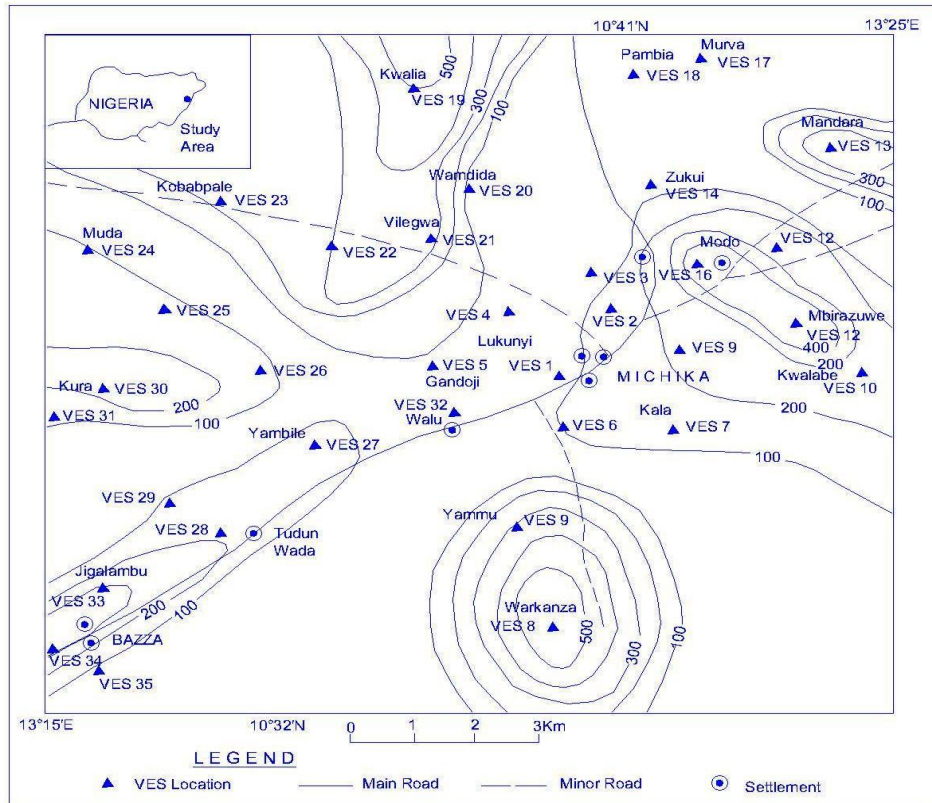 10°41'N
13°25'E
NIGERIA
Study
Area
Kwalia
VES 19
500
300
100
Pambia
VES 18
Murva
VES 17
Mandara
VES 13
300
100
Wamdida
VES 20
Zukui
VES 14
Kobabpale
VES 23
Vilegwa
VES 21
VES 22
Muda
VES 24
Modo
VES 12
VES 16
VES 3
VES 25
VES 4
VES 2
Mbirazuwe
VES 12
400
200
Lukunyi
VES 1
VES 9
Kwalabe
VES 10
VES 5
Gandoji
VES 26
MICHIKA
Kura
VES 30
200
100
VES 31
VES 32
Walu
200
100
Kala
VES 6
VES 7
Yambile
VES 27
VES 29
VES 28
Tudun
Wada
Yammu
VES 9
Jigalambu
VES 33
200
100
BAZZA
VES 34
VES 35
Warkanza
VES 8
500
300
100
13°15'E
10°32'N
0 1 2 3Km
LEGEND
VES Location
Main Road
Minor Road
Settlement